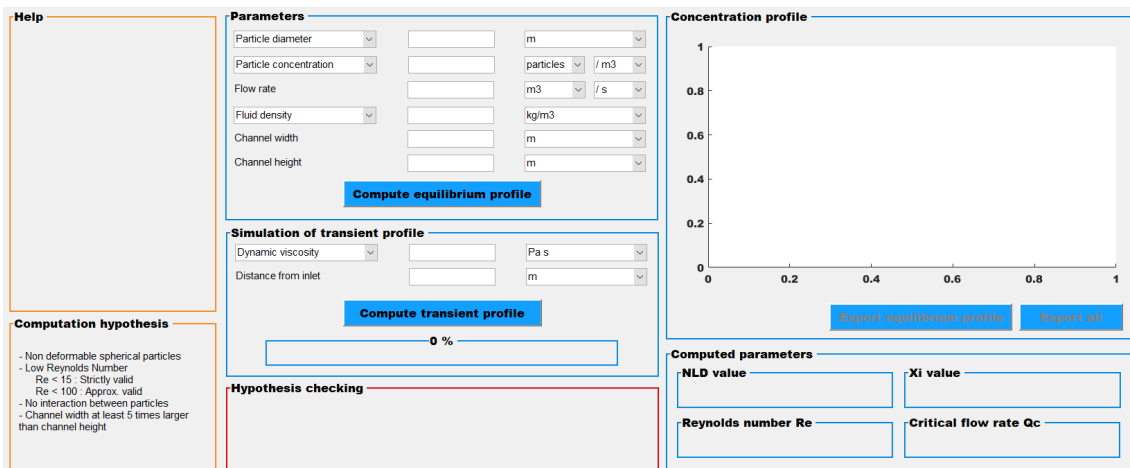 Help
Computation hypothesis
- Non deformable spherical particles
- Low Reynolds Number
Re < 15 : Strictly valid
Re < 100 : Approx. valid
- No interaction between particles
- Channel width at least 5 times larger
than channel height
Parameters
Particle diameter m
Particle concentration particles / m3
Flow rate m3 / s
Fluid density kg/m3
Channel width m
Channel height m
Compute equilibrium profile
Simulation of transient profile
Dynamic viscosity Pa s
Distance from inlet m
Compute transient profile
0 %
Hypothesis checking
Concentration profile
1
0.8
0.6
0.4
0.2
0
0 0.2 0.4 0.6 0.8 1
Export equilibrium profile Export all
Computed parameters
NLD value Xi value
Reynolds number Re Critical flow rate Qc